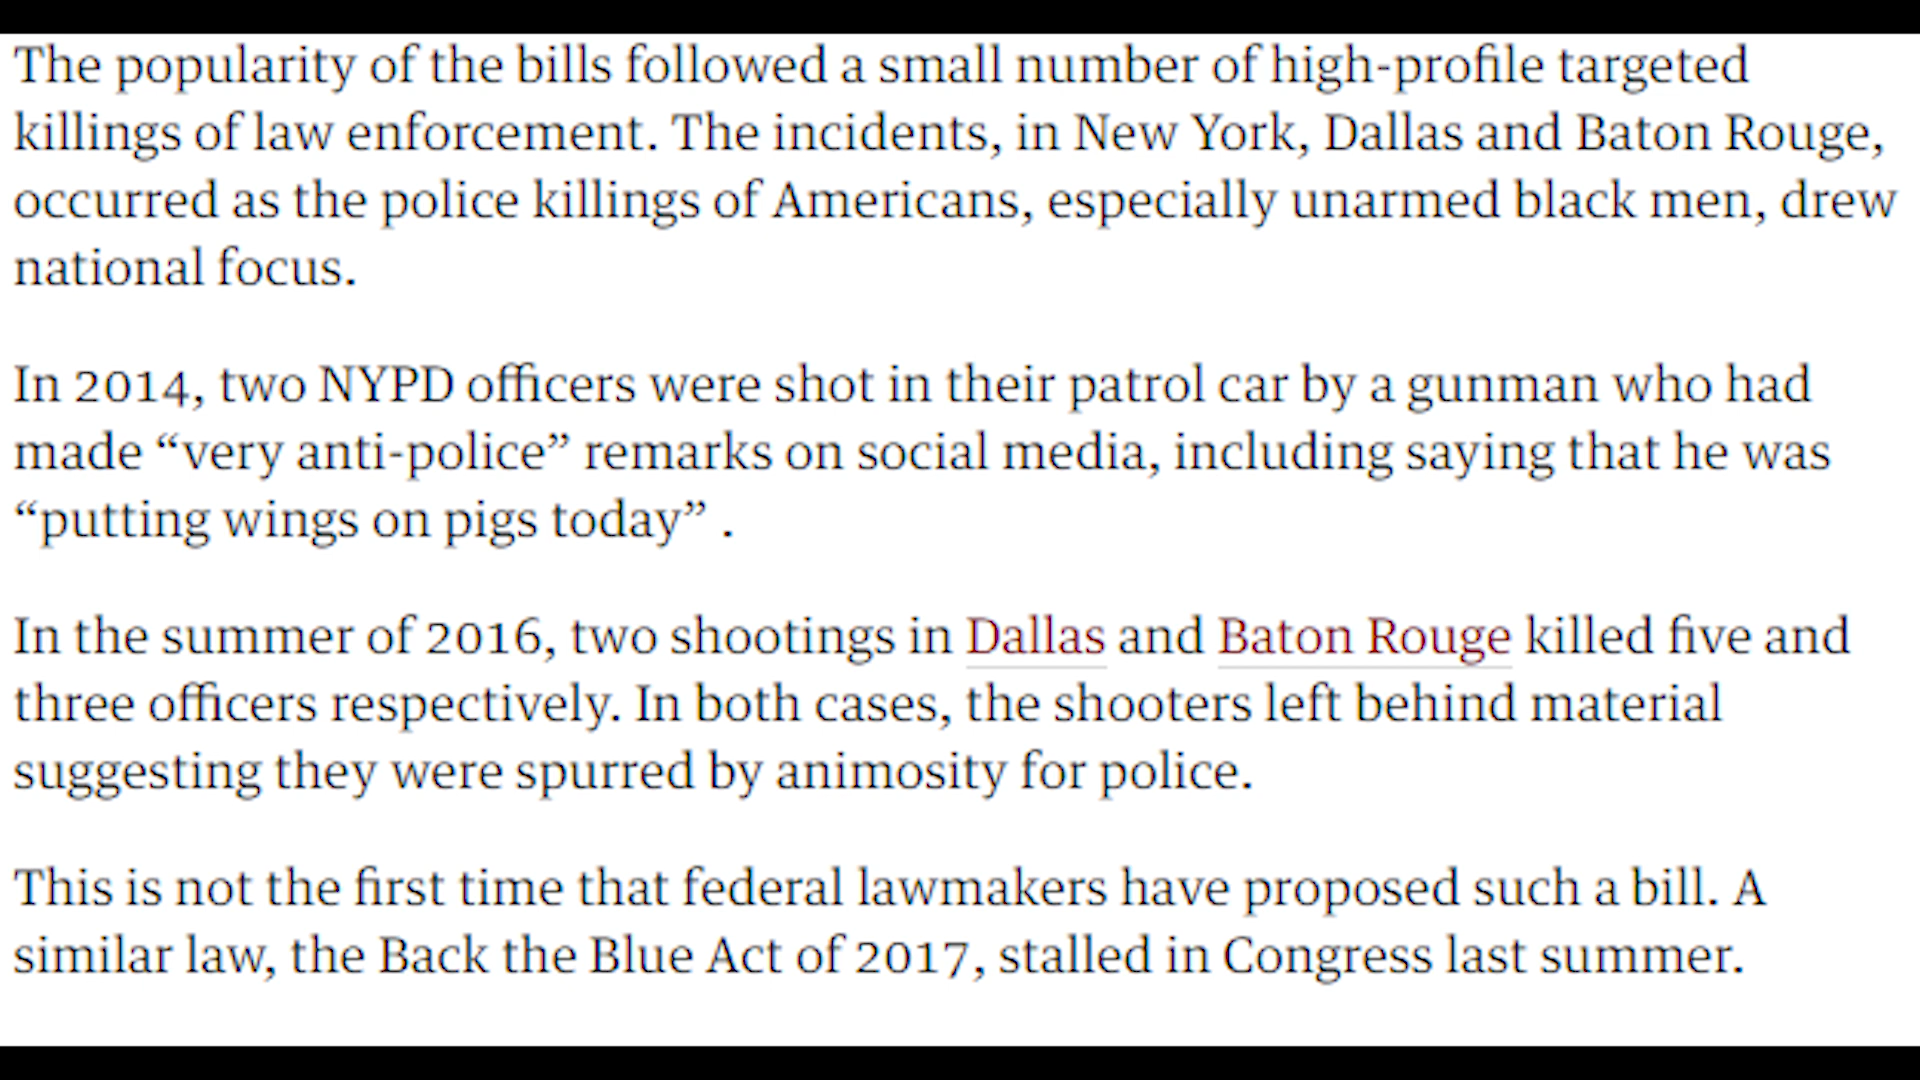 The popularity of the bills followed a small number of high-profile targeted
killings of law enforcement. The incidents, in New York, Dallas and Baton Rouge,
occurred as the police killings of Americans, especially unarmed black men, drew
national focus.
In 2014, two NYPD officers were shot in their patrol car by a gunman who had
made “very anti-police” remarks on social media, including saying that he was
“putting wings on pigs today” .
In the summer of 2016, two shootings in Dallas and Baton Rouge killed five and
three officers respectively. In both cases, the shooters left behind material
suggesting they were spurred by animosity for police.
This is not the first time that federal lawmakers have proposed such a bill. A
similar law, the Back the Blue Act of 2017, stalled in Congress last summer.